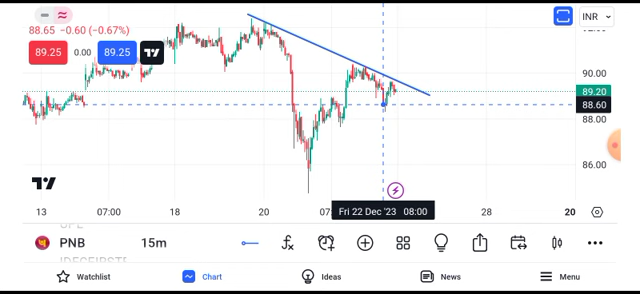 INR
88.65 −0.60 (−0.67%)
89.25 0.00 89.25
90.00
89.20
88.60
88.00
86.00
13 07:00 18 20 28 20
Fri 22 Dec '23 08:00
PNB 15m
Watchlist Chart Ideas News Menu